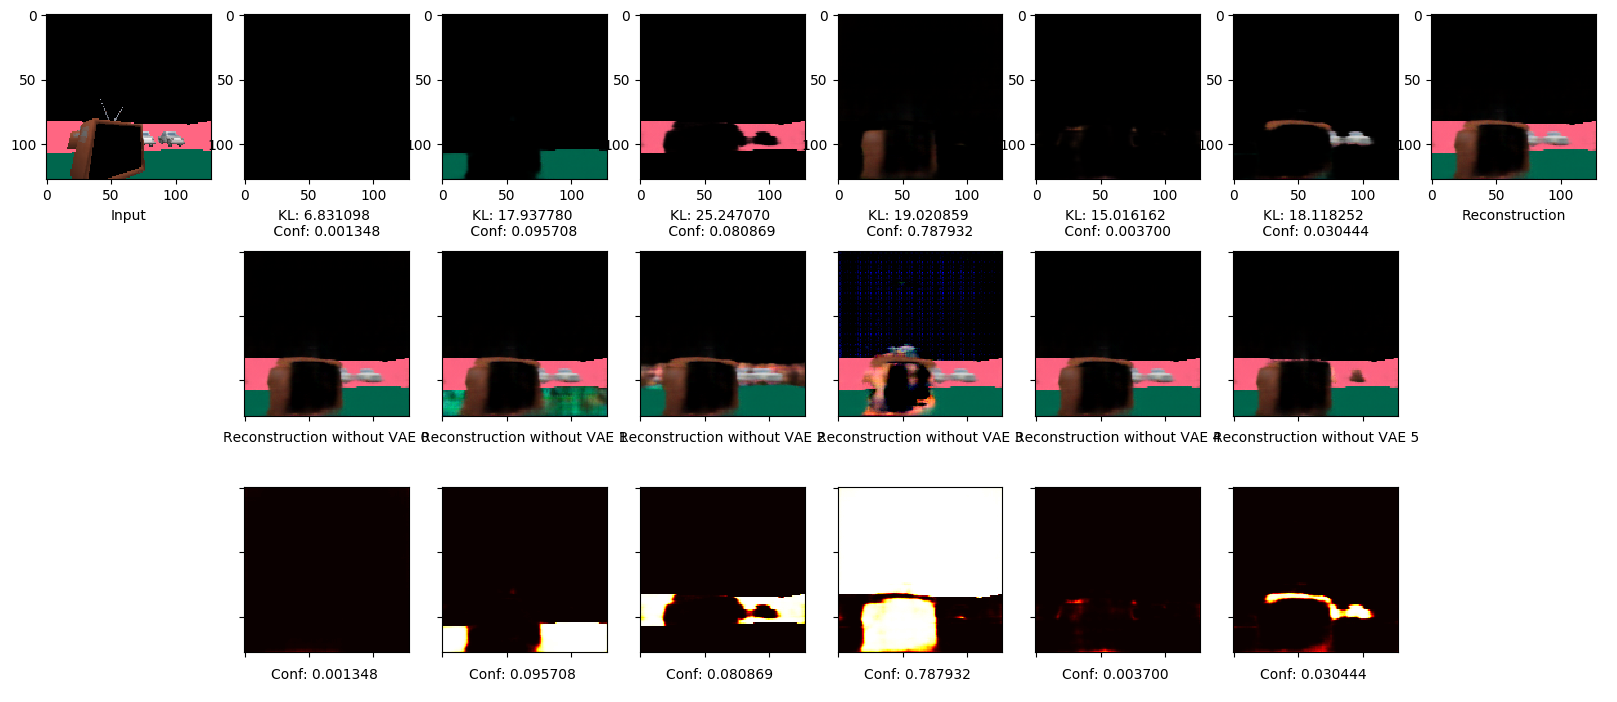 0 0 0 0 0 0 0 0
50 50 50 50 50 50 50 50
100 100 100 100 100 100 100 100
0 50 100 0 50 100 0 50 100 0 50 100 0 50 100 0 50 100 0 50 100 0 50 100
Input KL: 6.831098 KL: 17.937780 KL: 25.247070 KL: 19.020859 KL: 15.016162 KL: 18.118252 Reconstruction
Conf: 0.001348 Conf: 0.095708 Conf: 0.080869 Conf: 0.787932 Conf: 0.003700 Conf: 0.030444
Reconstruction without VAE 0 Reconstruction without VAE 1 Reconstruction without VAE 2 Reconstruction without VAE 3 Reconstruction without VAE 4 Reconstruction without VAE 5
Conf: 0.001348 Conf: 0.095708 Conf: 0.080869 Conf: 0.787932 Conf: 0.003700 Conf: 0.030444